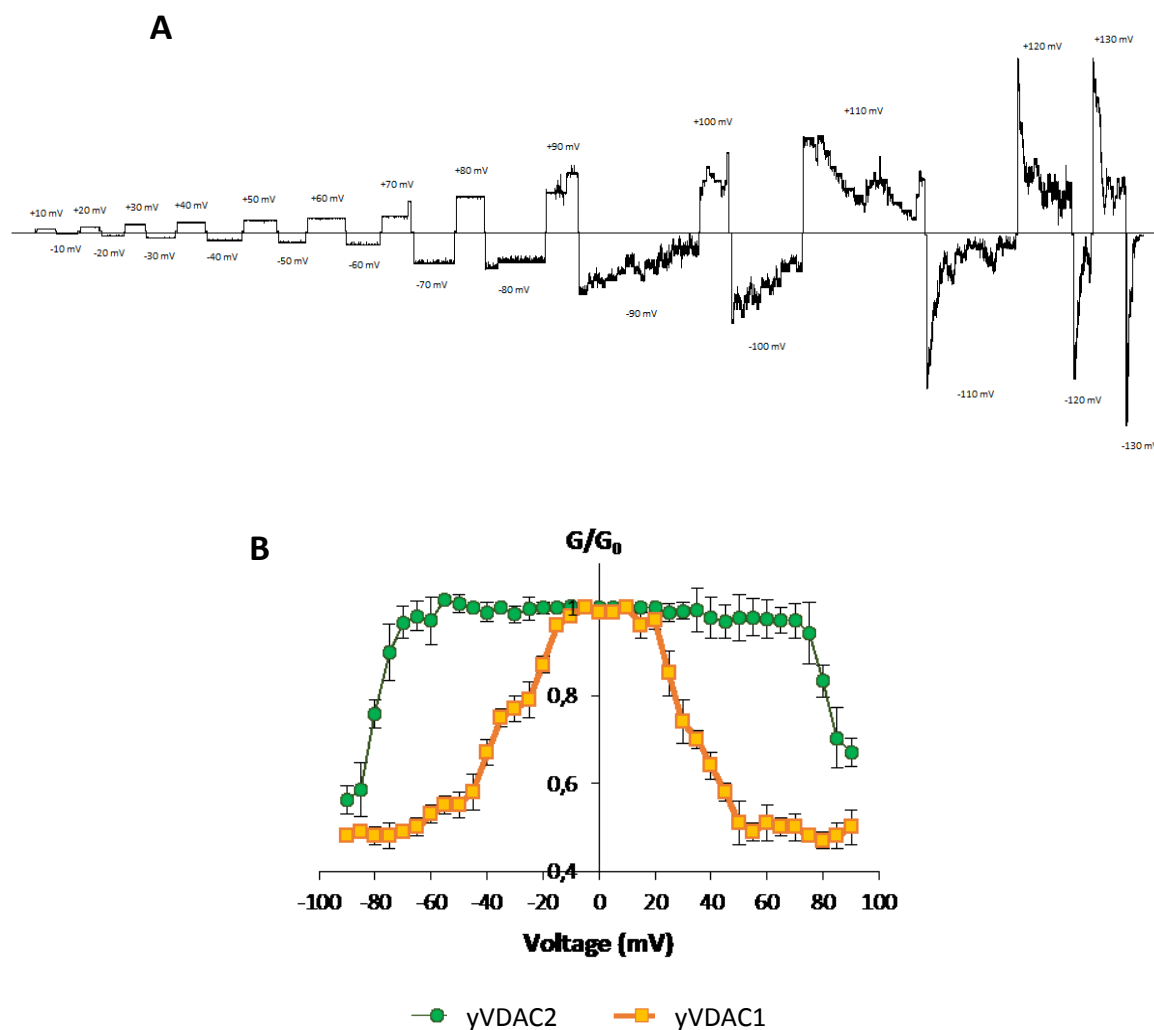 A
+10 mV +20 mV +30 mV +40 mV +50 mV +60 mV +70 mV +80 mV +90 mV +100 mV +110 mV +120 mV +130 mV
-10 mV -20 mV -30 mV -40 mV -50 mV -60 mV -70 mV -80 mV -90 mV -100 mV -110 mV -120 mV -130 mV
B
G/G₀
1
0,8
0,6
0,4
-100 -80 -60 -40 -20 0 20 40 60 80 100
Voltage (mV)
yVDAC2 yVDAC1